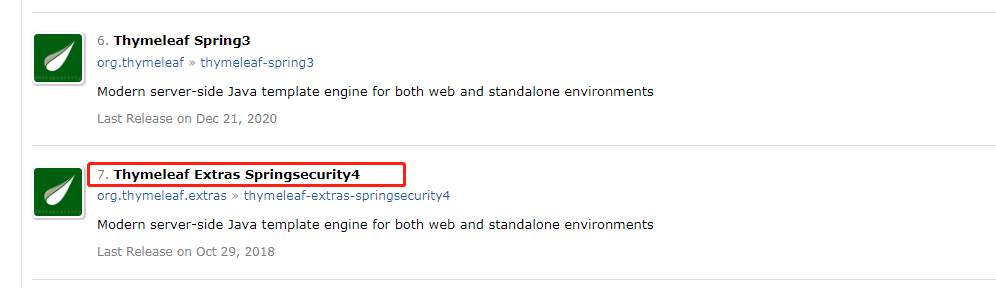 6. Thymeleaf Spring3
org.thymeleaf » thymeleaf-spring3
Modern server-side Java template engine for both web and standalone environments
Last Release on Dec 21, 2020
7. Thymeleaf Extras Springsecurity4
org.thymeleaf.extras » thymeleaf-extras-springsecurity4
Modern server-side Java template engine for both web and standalone environments
Last Release on Oct 29, 2018